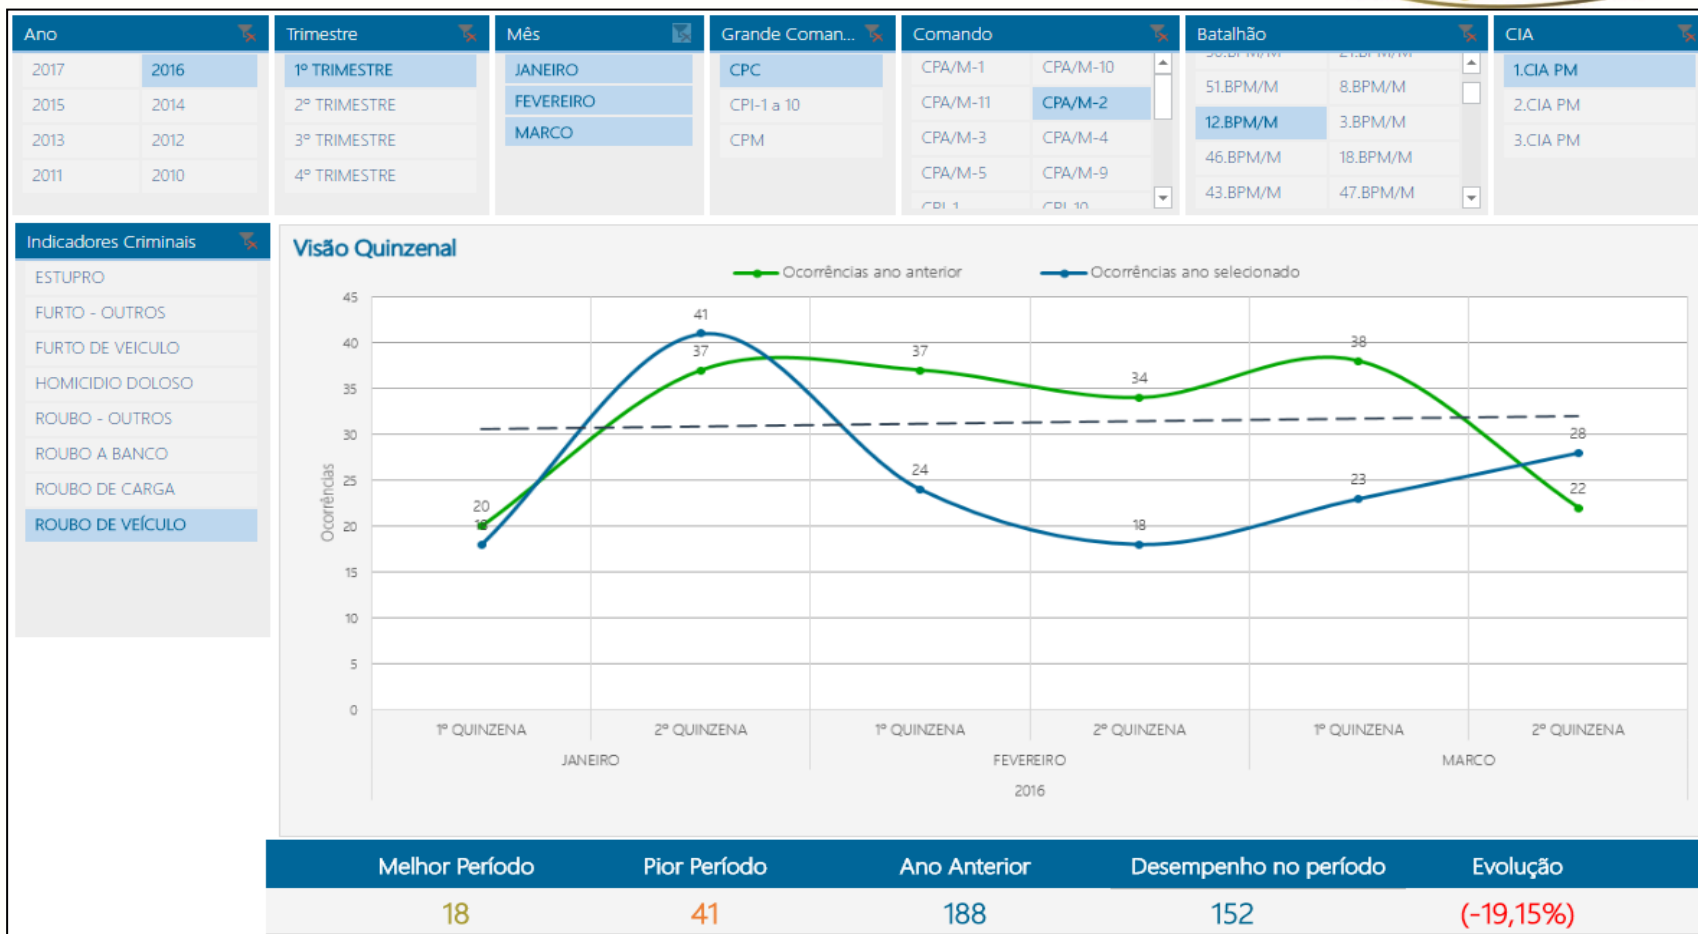 Ano
2017 2016
2015 2014
2013 2012
2011 2010
Trimestre
1º TRIMESTRE
2º TRIMESTRE
3º TRIMESTRE
4º TRIMESTRE
Mês
JANEIRO
FEVEREIRO
MARCO
Grande Coman...
CPC
CPI-1 a 10
CPM
Comando
CPA/M-1 CPA/M-10
CPA/M-11 CPA/M-2
CPA/M-3 CPA/M-4
CPA/M-5 CPA/M-9
CPI-1 CPI-10
Batalhão
51.BPM/M 8.BPM/M
12.BPM/M 3.BPM/M
46.BPM/M 18.BPM/M
43.BPM/M 47.BPM/M
CIA
1.CIA PM
2.CIA PM
3.CIA PM
Indicadores Criminais
ESTUPRO
FURTO - OUTROS
FURTO DE VEICULO
HOMICIDIO DOLOSO
ROUBO - OUTROS
ROUBO A BANCO
ROUBO DE CARGA
ROUBO DE VEÍCULO
Visão Quinzenal
Ocorrências ano anterior Ocorrências ano selecionado
Ocorrências
45
40
35
30
25
20
15
10
5
0
20 37 37 34 38 22
18 41 24 18 23 28
1º QUINZENA 2º QUINZENA 1º QUINZENA 2º QUINZENA 1º QUINZENA 2º QUINZENA
JANEIRO FEVEREIRO MARCO
2016
Melhor Período Pior Período Ano Anterior Desempenho no período Evolução
18 41 188 152 (-19,15%)